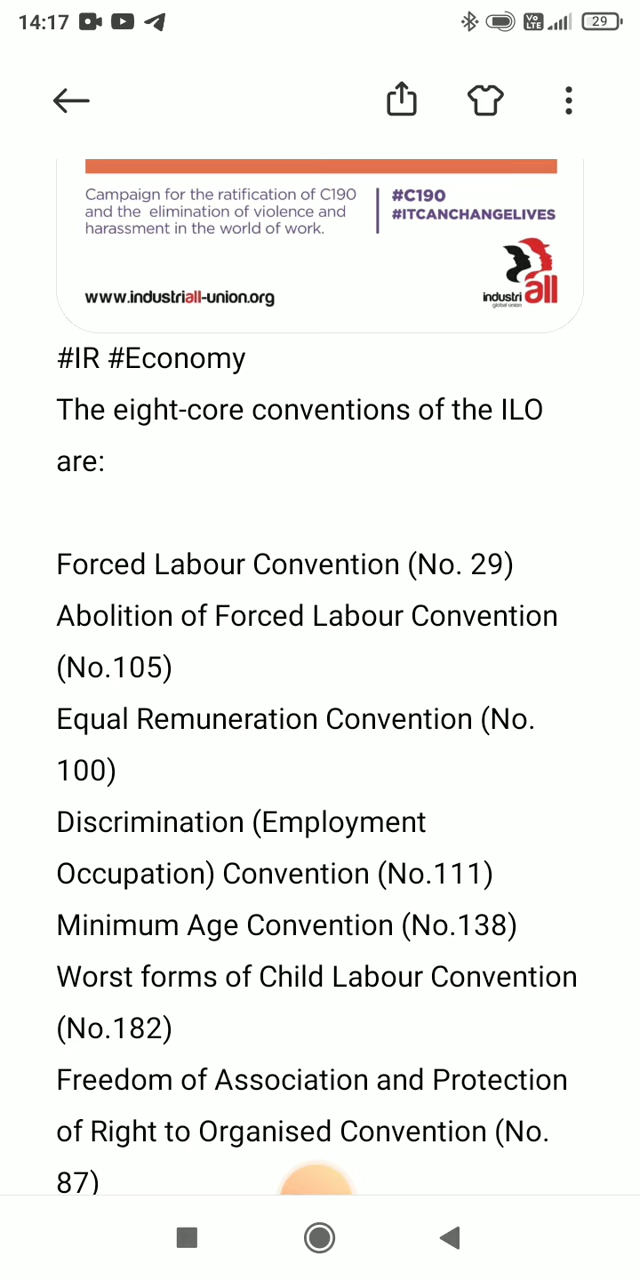 14:17
Vo LTE
29
Campaign for the ratification of C190
and the elimination of violence and
harassment in the world of work.
#C190
#ITCANCHANGELIVES
www.industriall-union.org
industriall
global union
#IR #Economy
The eight-core conventions of the ILO
are:
Forced Labour Convention (No. 29)
Abolition of Forced Labour Convention
(No.105)
Equal Remuneration Convention (No.
100)
Discrimination (Employment
Occupation) Convention (No.111)
Minimum Age Convention (No.138)
Worst forms of Child Labour Convention
(No.182)
Freedom of Association and Protection
of Right to Organised Convention (No.
87)